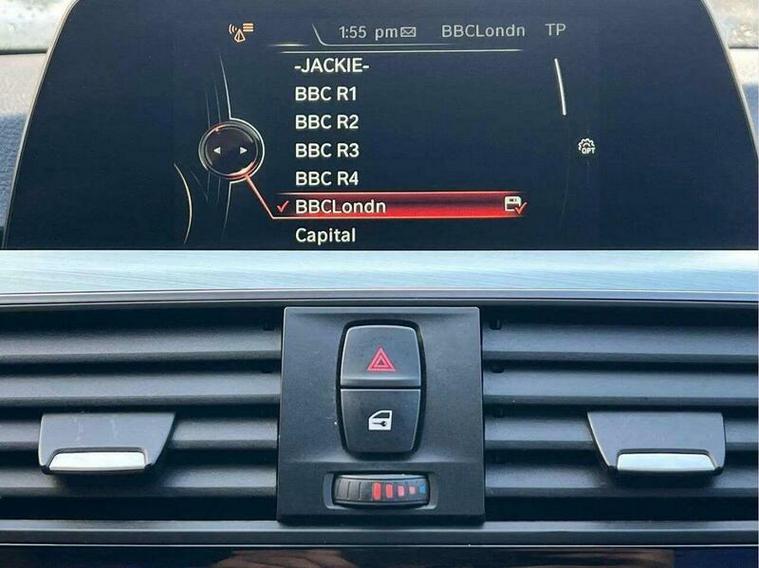 1:55 pm BBCLondn TP
-JACKIE-
BBC R1
BBC R2
BBC R3
BBC R4
BBCLondn
Capital
OPT